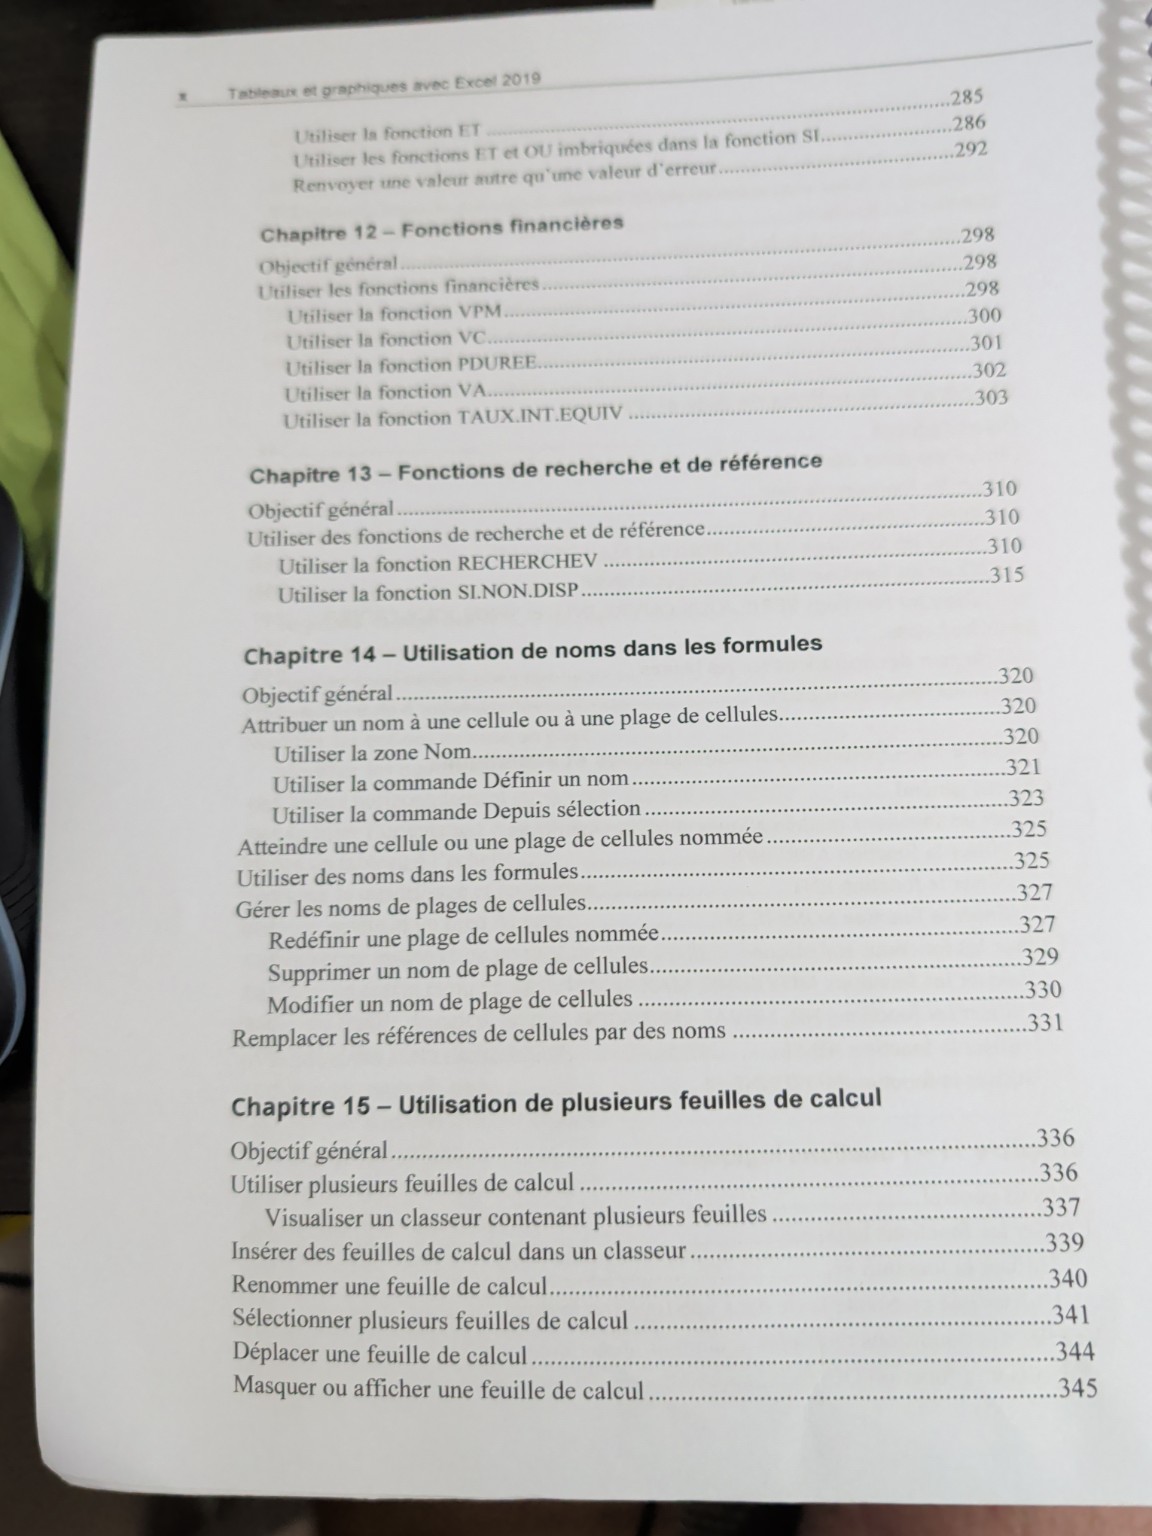 x Tableaux et graphiques avec Excel 2019
Utiliser la fonction ET ....................285
Utiliser les fonctions ET et OU imbriquées dans la fonction SI....................286
Renvoyer une valeur autre qu'une valeur d'erreur....................292
Chapitre 12 – Fonctions financières
Objectif général....................298
Utiliser les fonctions financières....................298
Utiliser la fonction VPM....................298
Utiliser la fonction VC....................300
Utiliser la fonction PDUREE....................301
Utiliser la fonction VA....................302
Utiliser la fonction TAUX.INT.EQUIV ....................303
Chapitre 13 – Fonctions de recherche et de référence
Objectif général....................310
Utiliser des fonctions de recherche et de référence....................310
Utiliser la fonction RECHERCHEV ....................310
Utiliser la fonction SI.NON.DISP....................315
Chapitre 14 – Utilisation de noms dans les formules
Objectif général....................320
Attribuer un nom à une cellule ou à une plage de cellules....................320
Utiliser la zone Nom....................320
Utiliser la commande Définir un nom....................321
Utiliser la commande Depuis sélection....................323
Atteindre une cellule ou une plage de cellules nommée....................325
Utiliser des noms dans les formules....................325
Gérer les noms de plages de cellules....................327
Redéfinir une plage de cellules nommée....................327
Supprimer un nom de plage de cellules....................329
Modifier un nom de plage de cellules ....................330
Remplacer les références de cellules par des noms ....................331
Chapitre 15 – Utilisation de plusieurs feuilles de calcul
Objectif général....................336
Utiliser plusieurs feuilles de calcul ....................336
Visualiser un classeur contenant plusieurs feuilles ....................337
Insérer des feuilles de calcul dans un classeur....................339
Renommer une feuille de calcul....................340
Sélectionner plusieurs feuilles de calcul ....................341
Déplacer une feuille de calcul....................344
Masquer ou afficher une feuille de calcul....................345